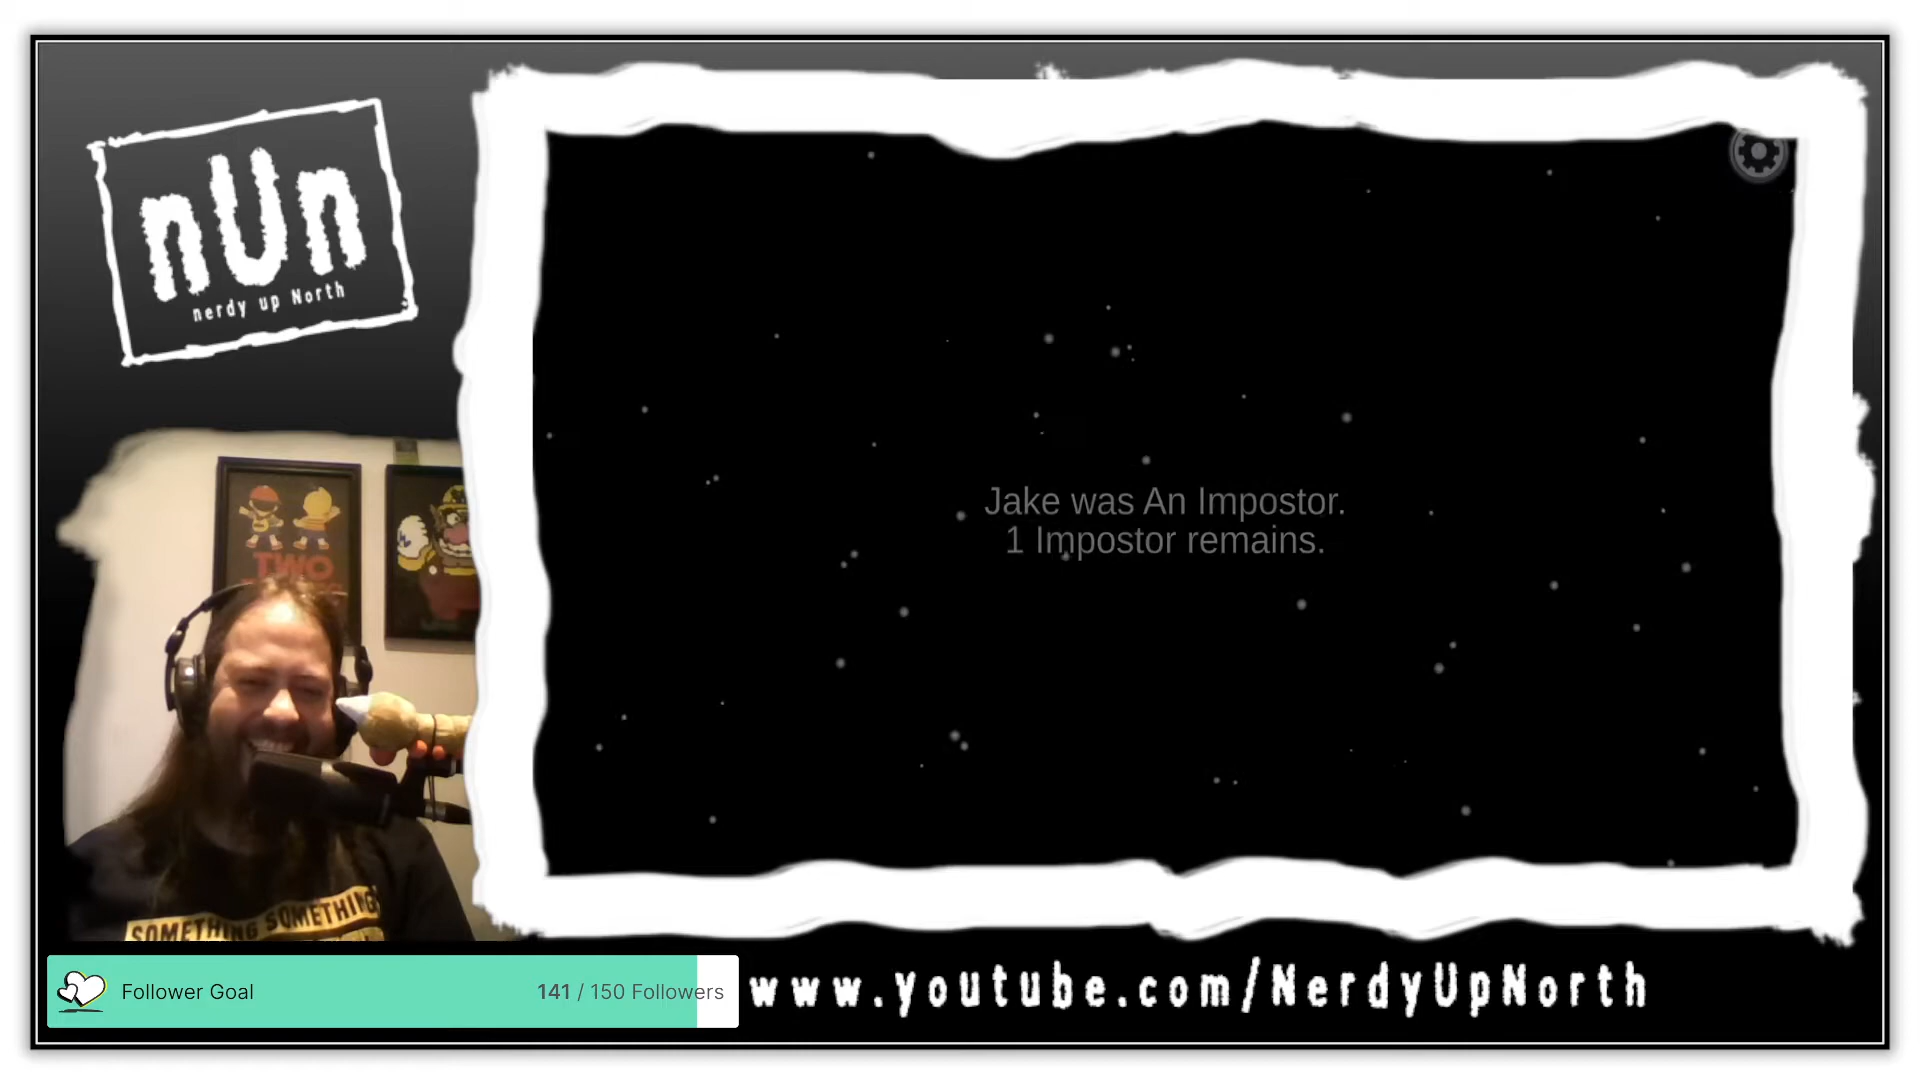 nUn
nerdy up North
TWO
SOMETHING SOMETHING
Jake was An Impostor.
1 Impostor remains.
Follower Goal
141 / 150 Followers
www.youtube.com/NerdyUpNorth